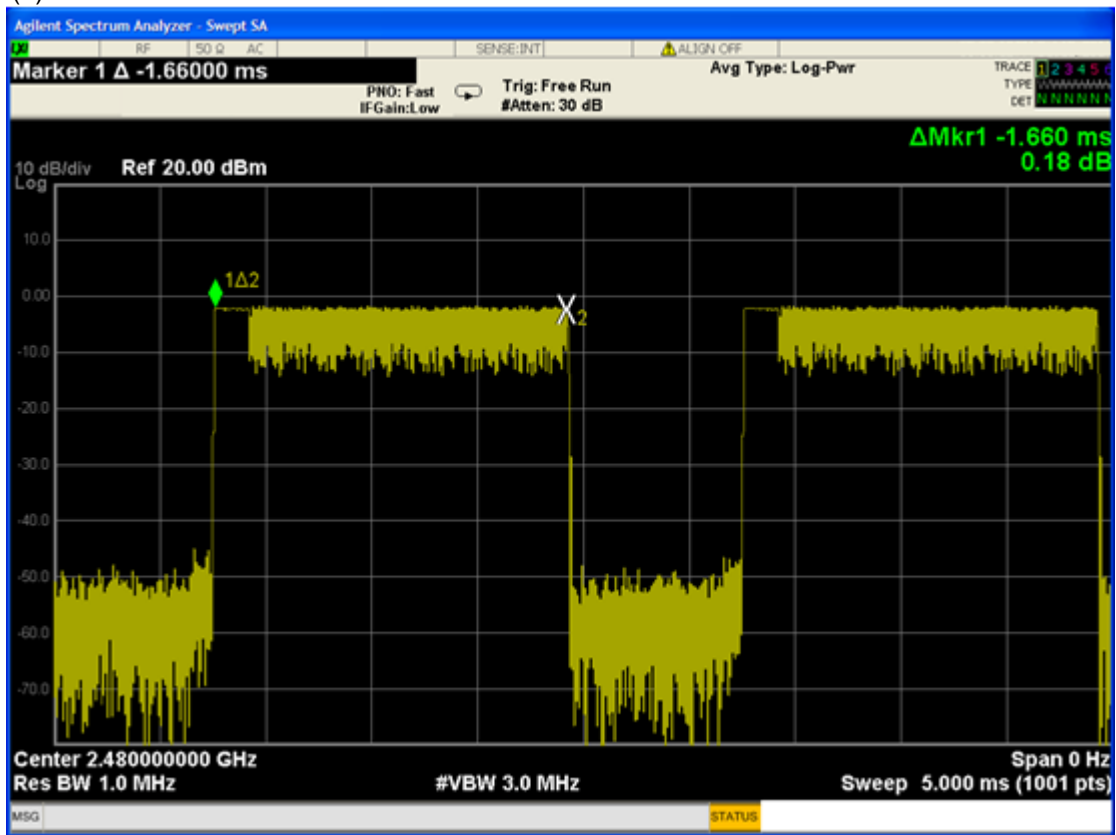 Agilent Spectrum Analyzer - Swept SA
RF 50 Ω AC SENSE:INT ALIGN OFF
Marker 1 Δ -1.66000 ms
Avg Type: Log-Pwr
TRACE 1 2 3 4 5 6
PNO: Fast Trig: Free Run
TYPE
IFGain:Low #Atten: 30 dB
DET N N N N N N
ΔMkr1 -1.660 ms
0.18 dB
10 dB/div Ref 20.00 dBm
Log
10.0
1Δ2
0.00
X2
-10.0
-20.0
-30.0
-40.0
-50.0
-60.0
-70.0
Center 2.480000000 GHz Span 0 Hz
Res BW 1.0 MHz #VBW 3.0 MHz Sweep 5.000 ms (1001 pts)
MSG STATUS